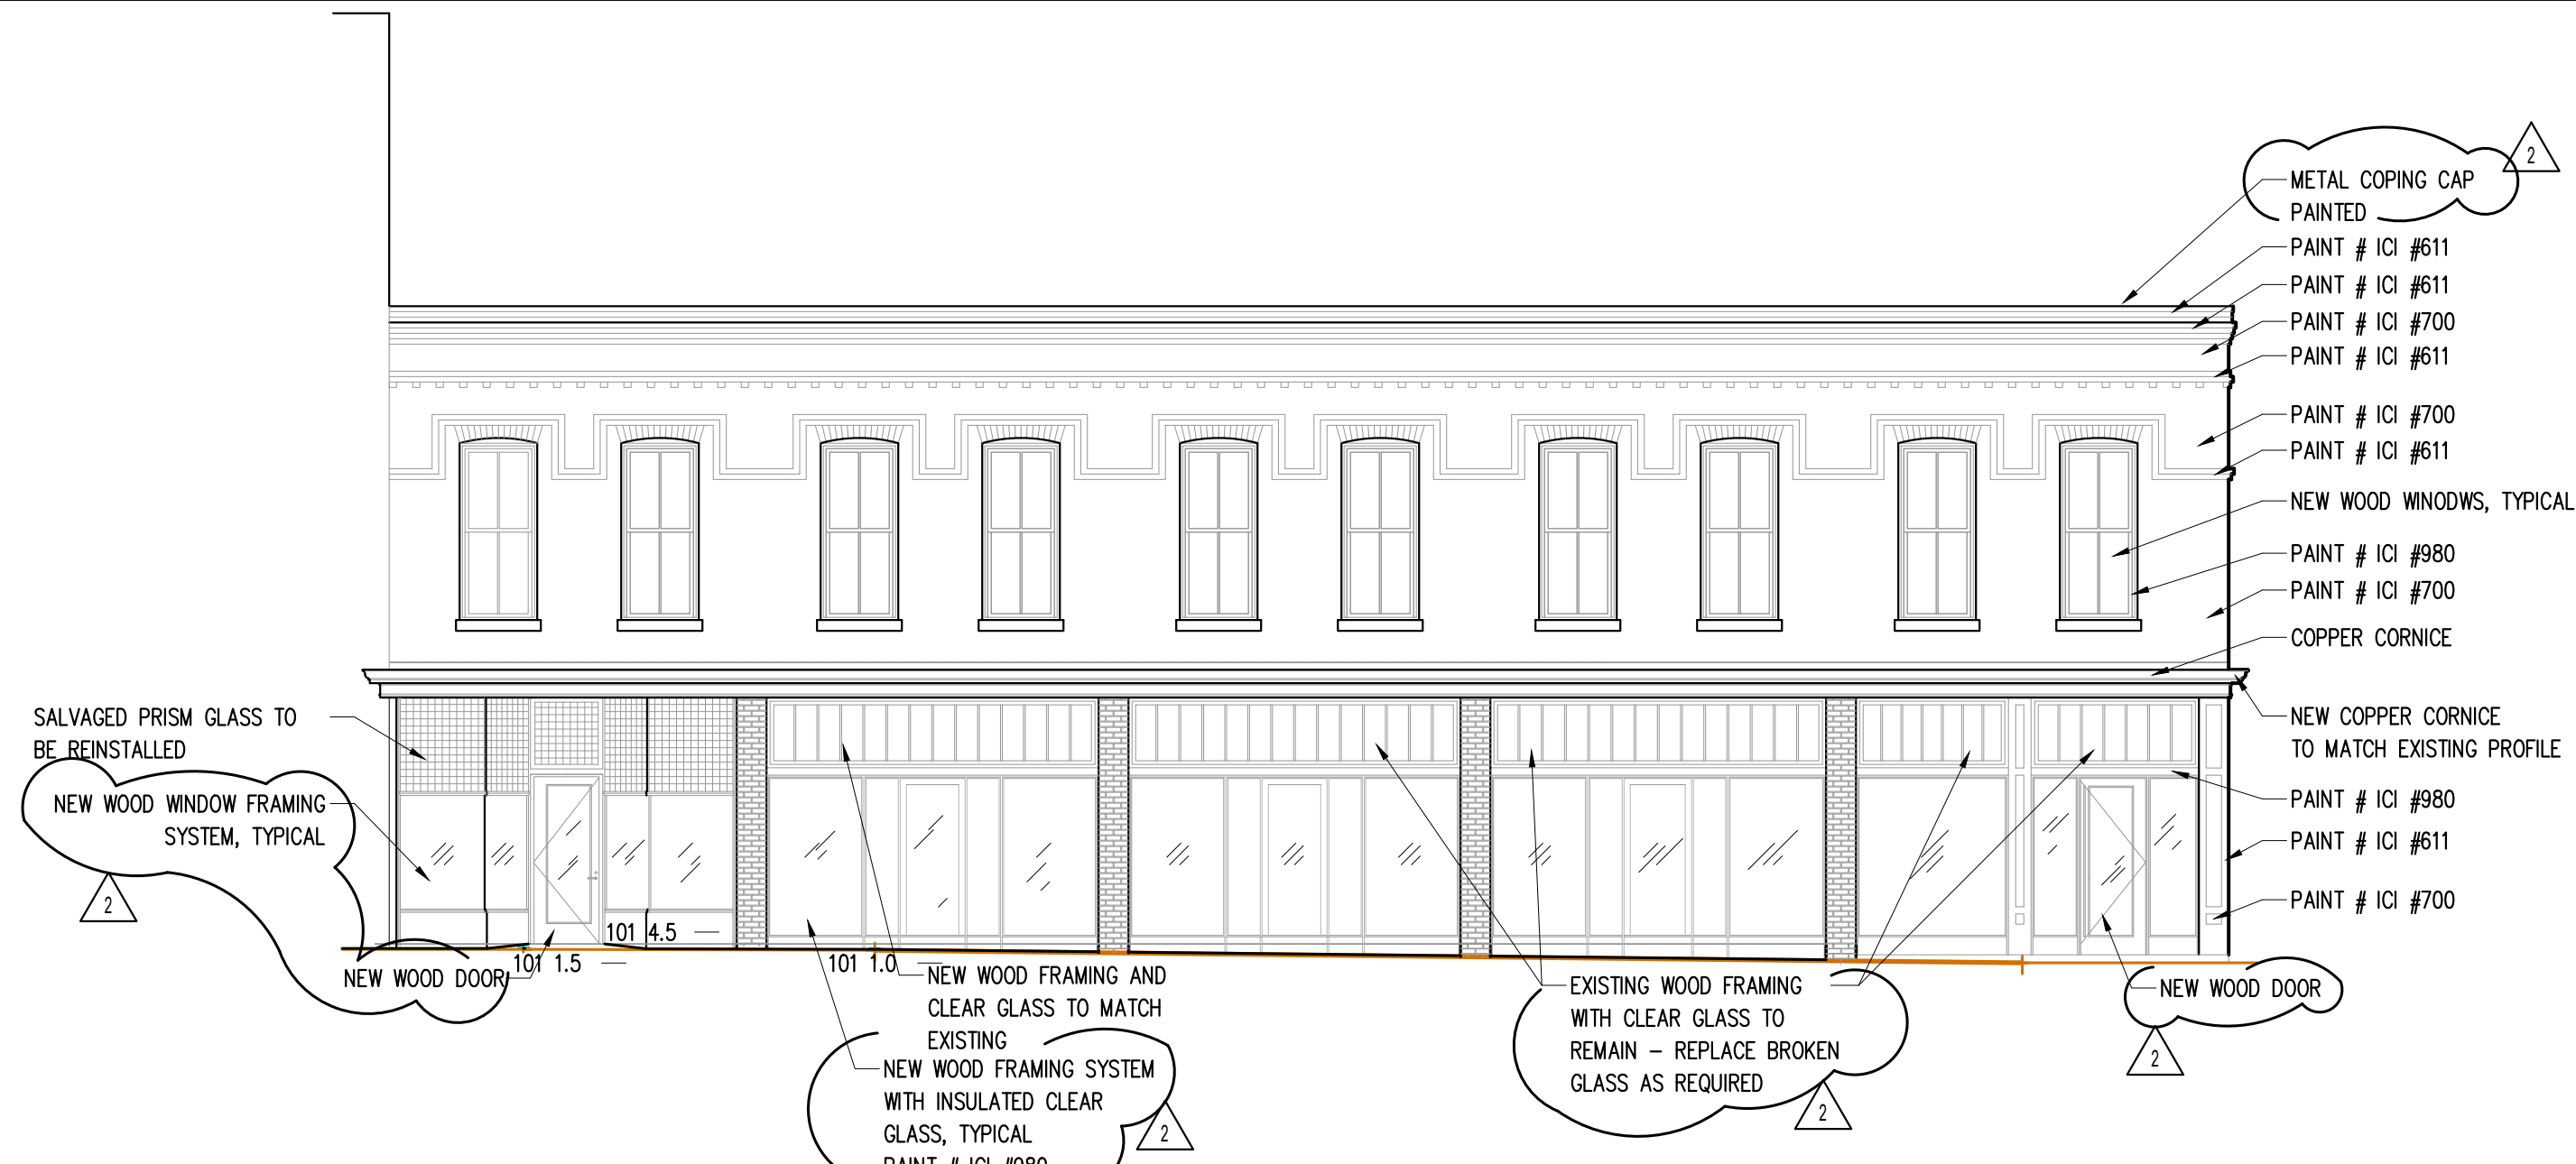 2
METAL COPING CAP
PAINTED
PAINT # ICI #611
PAINT # ICI #611
PAINT # ICI #700
PAINT # ICI #611
PAINT # ICI #700
PAINT # ICI #611
NEW WOOD WINODWS, TYPICAL
PAINT # ICI #980
PAINT # ICI #700
COPPER CORNICE
NEW COPPER CORNICE
TO MATCH EXISTING PROFILE
PAINT # ICI #980
PAINT # ICI #611
PAINT # ICI #700
SALVAGED PRISM GLASS TO
BE REINSTALLED
NEW WOOD WINDOW FRAMING
SYSTEM, TYPICAL
2
NEW WOOD DOOR
101 4.5
101 1.5
101 1.0
NEW WOOD FRAMING AND
CLEAR GLASS TO MATCH
EXISTING
NEW WOOD FRAMING SYSTEM
WITH INSULATED CLEAR
GLASS, TYPICAL
PAINT # ICI #980
2
EXISTING WOOD FRAMING
WITH CLEAR GLASS TO
REMAIN – REPLACE BROKEN
GLASS AS REQUIRED
2
NEW WOOD DOOR
2